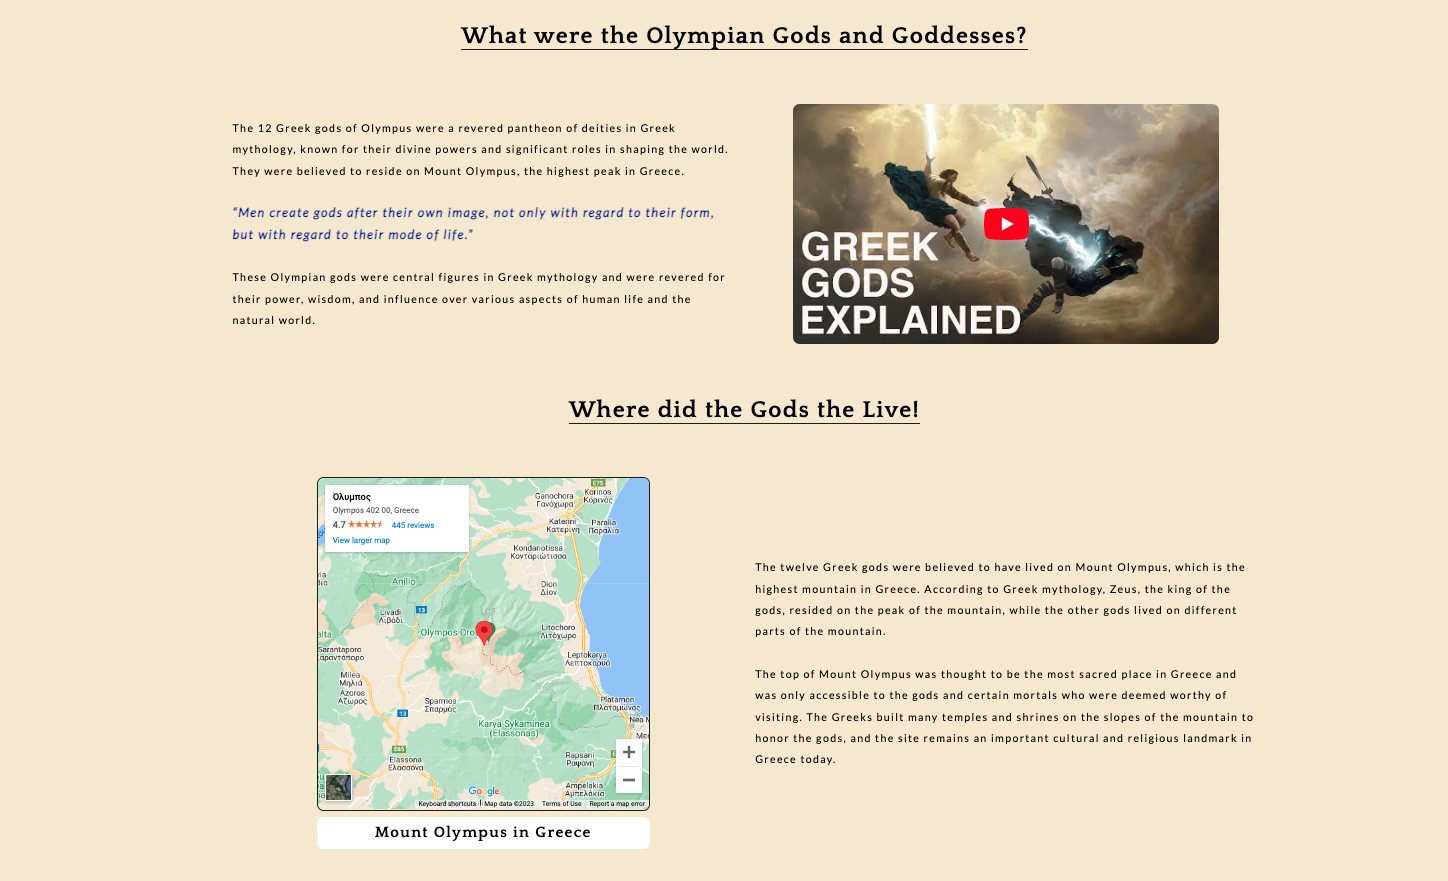 What were the Olympian Gods and Goddesses?
The 12 Greek gods of Olympus were a revered pantheon of deities in Greek
mythology, known for their divine powers and significant roles in shaping the world.
They were believed to reside on Mount Olympus, the highest peak in Greece.
“Men create gods after their own image, not only with regard to their form,
but with regard to their mode of life.”
These Olympian gods were central figures in Greek mythology and were revered for
their power, wisdom, and influence over various aspects of human life and the
natural world.
GREEK
GODS
EXPLAINED
Where did the Gods the Live!
Όλυμπος
Olympos 402 00, Greece
4.7 445 reviews
View larger map
E75
Ganochora
Γανόχωρα
Korinos
Κορινός
Katerini
Κατερίνη
Paralia
Παραλία
Kondariotissa
Κονταριώτισσα
Anilio
Dion
Δίον
13
Livadi
Λιβάδι
Olympos Oros
Litochoro
Λιτόχωρο
Sarantaporo
Σαραντάπορο
Leptokarya
Λεπτοκαρυά
Milea
Μηλιά
Azoros
Άζωρος
Sparmos
Σπαρμος
Platamon
Πλαταμώνας
13
Karya Sykaminea
(Elassonas)
E65
Elassona
Ελασσόνα
Rapsani
Ραψάνη
Ampelakia
Αμπελάκια
Google
Keyboard shortcuts Map data ©2023 Terms of Use Report a map error
Mount Olympus in Greece
The twelve Greek gods were believed to have lived on Mount Olympus, which is the
highest mountain in Greece. According to Greek mythology, Zeus, the king of the
gods, resided on the peak of the mountain, while the other gods lived on different
parts of the mountain.
The top of Mount Olympus was thought to be the most sacred place in Greece and
was only accessible to the gods and certain mortals who were deemed worthy of
visiting. The Greeks built many temples and shrines on the slopes of the mountain to
honor the gods, and the site remains an important cultural and religious landmark in
Greece today.